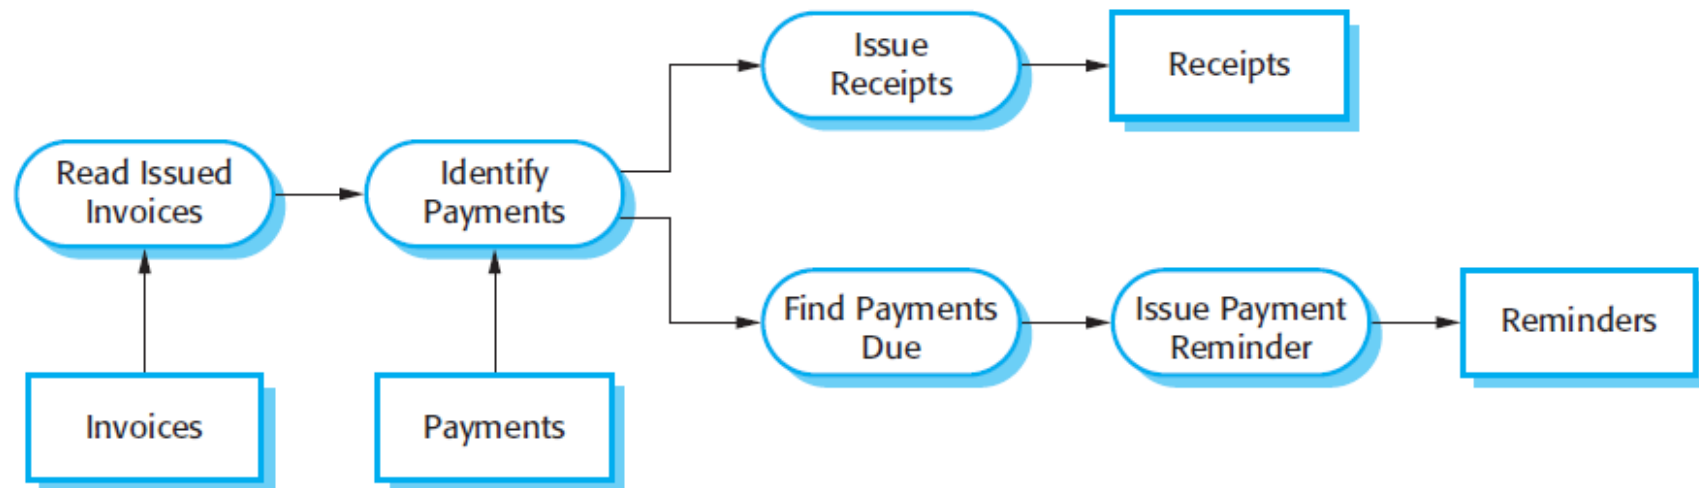 Issue
Receipts
Receipts
Read Issued
Invoices
Identify
Payments
Find Payments
Due
Issue Payment
Reminder
Reminders
Invoices
Payments